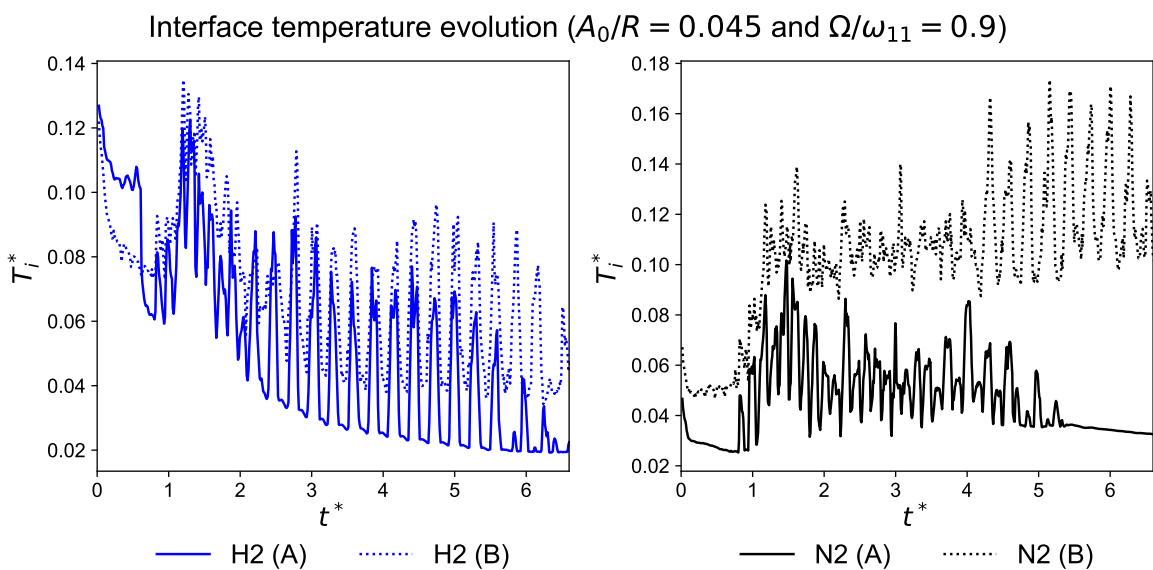 Interface temperature evolution (A₀/R = 0.045 and Ω/ω₁₁ = 0.9)
0.14
0.12
0.10
0.08
0.06
0.04
0.02
T*ᵢ
0 1 2 3 4 5 6
t*
H2 (A) H2 (B)
0.18
0.16
0.14
0.12
0.10
0.08
0.06
0.04
0.02
T*ᵢ
0 1 2 3 4 5 6
t*
N2 (A) N2 (B)